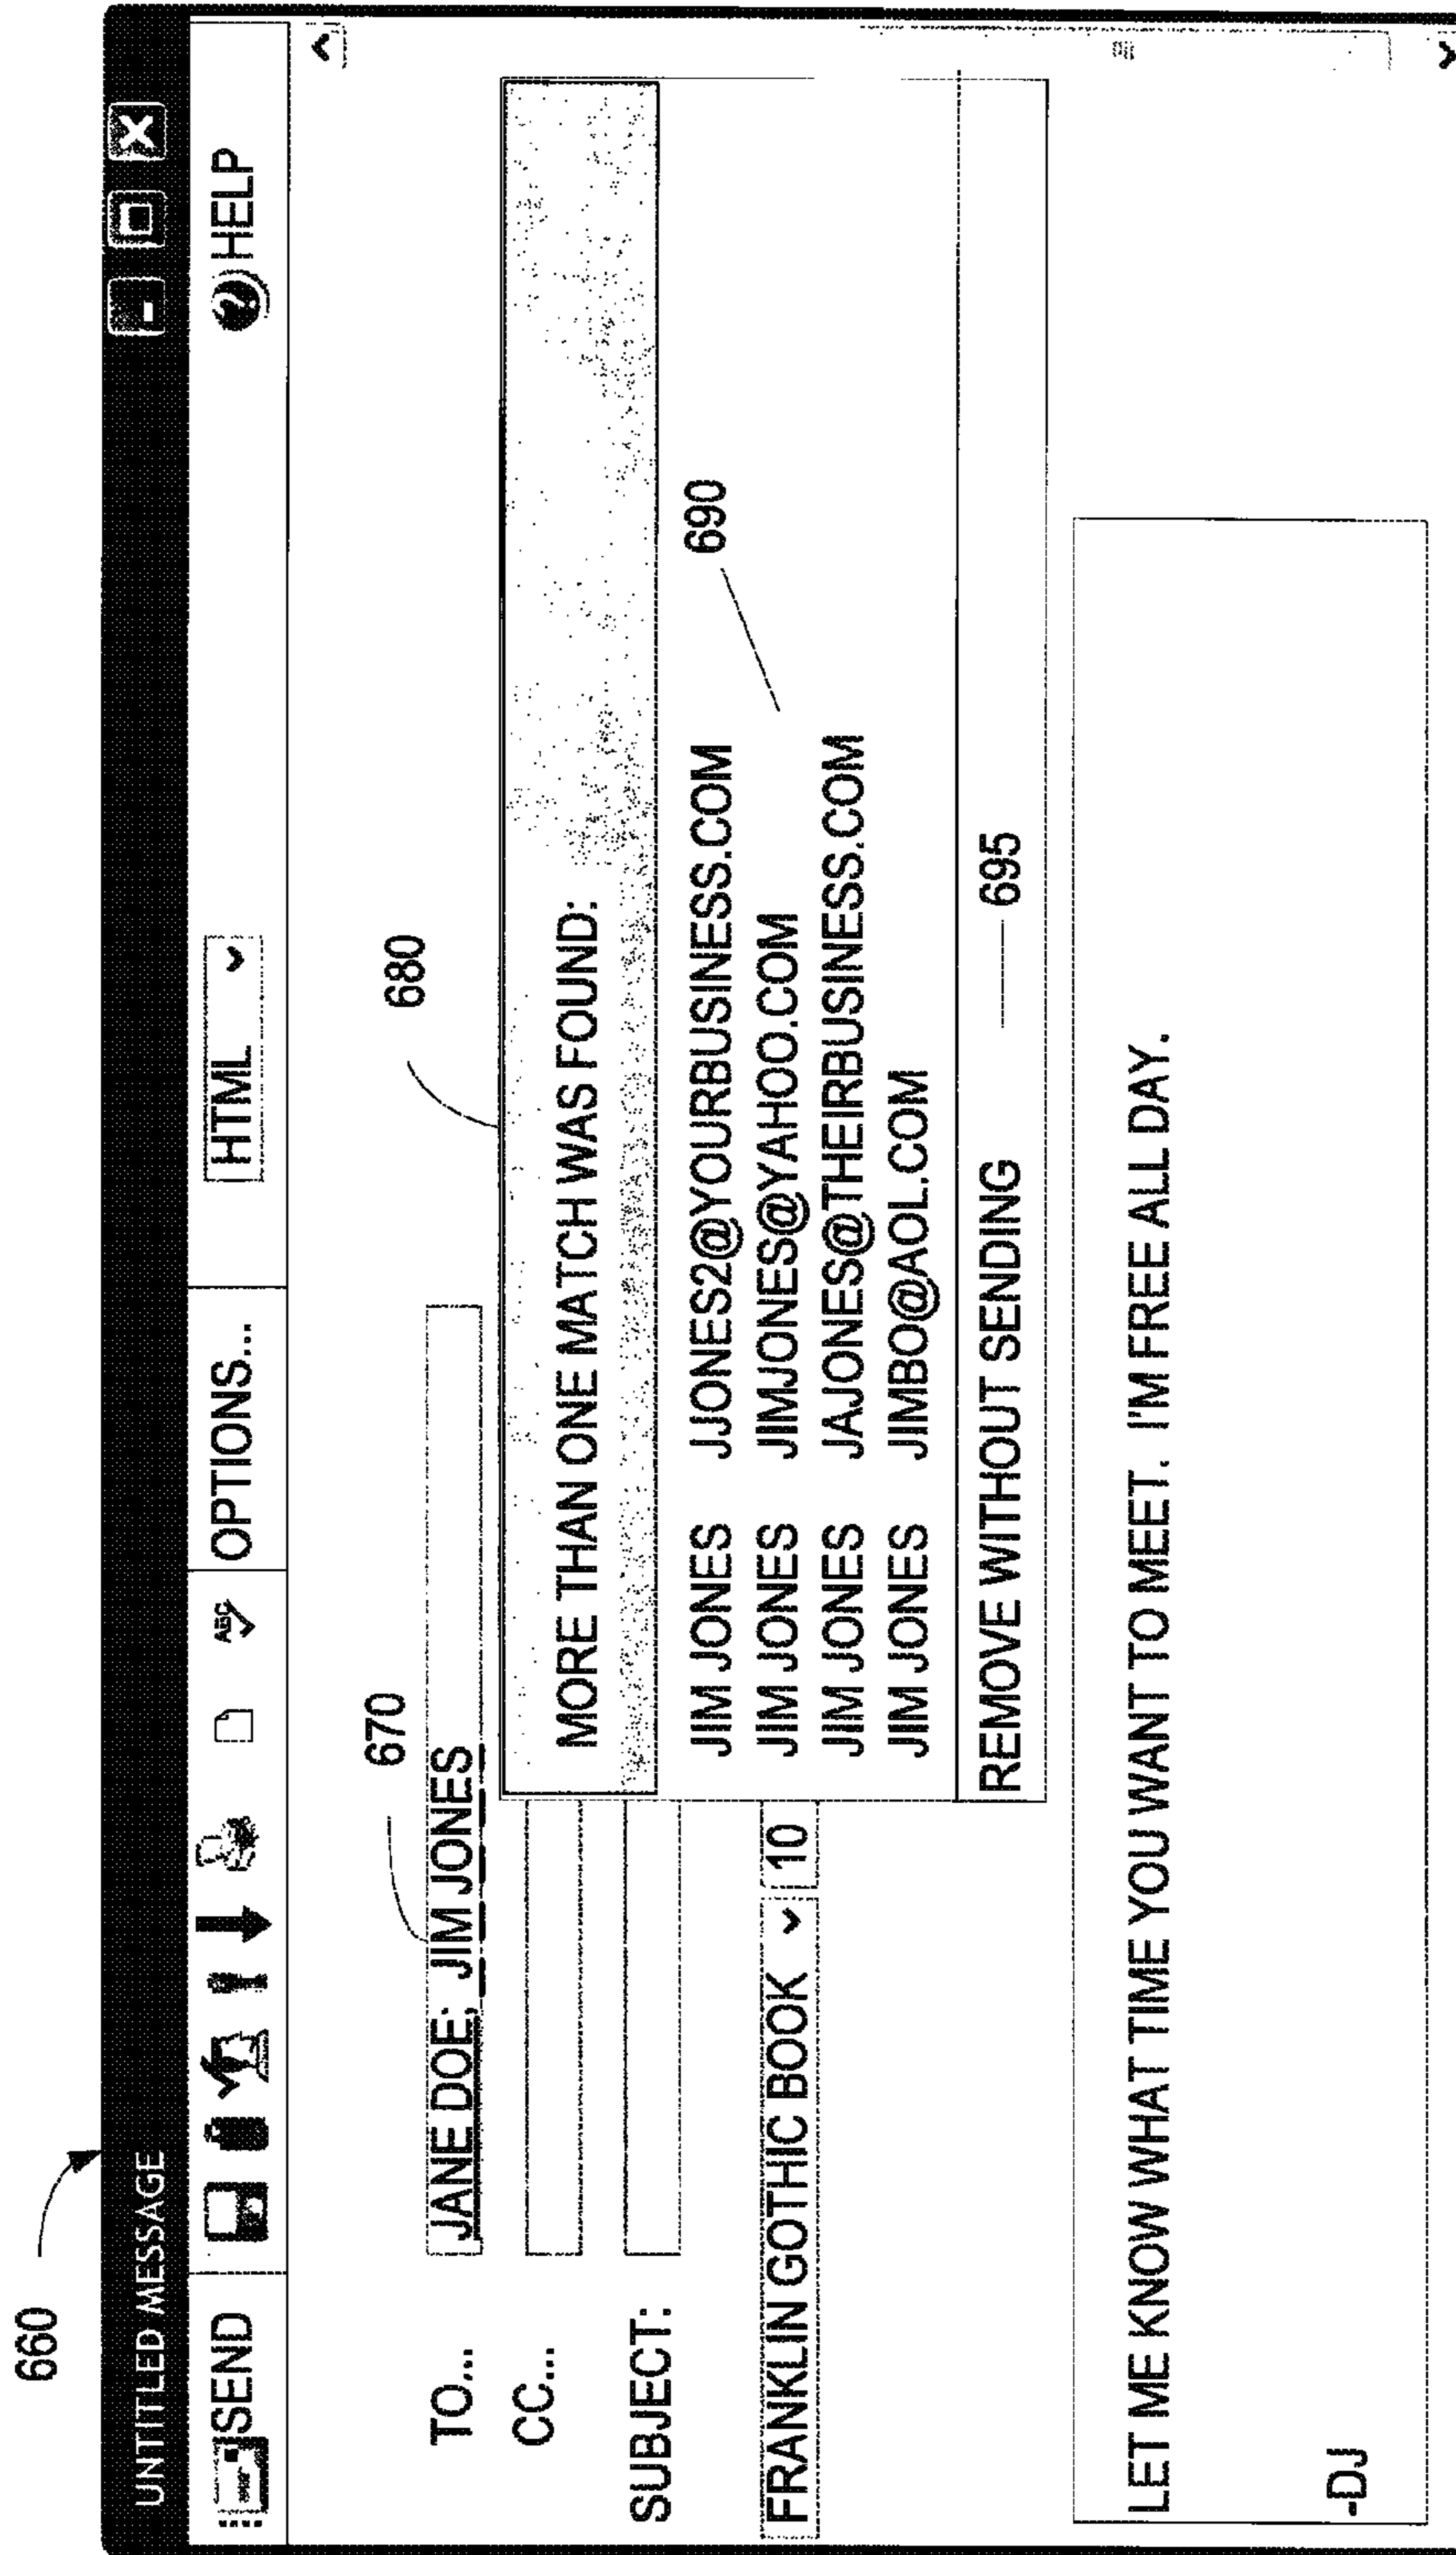 660
UNTITLED MESSAGE
SEND ABC OPTIONS... HTML HELP
670
680
TO... JANE DOE; JIM JONES
CC...
MORE THAN ONE MATCH WAS FOUND:
SUBJECT:
690
JIM JONES JJONES2@YOURBUSINESS.COM
FRANKLIN GOTHIC BOOK 10
JIM JONES JIMJONES@YAHOO.COM
JIM JONES JAJONES@THEIRBUSINESS.COM
JIM JONES JIMBO@AOL.COM
REMOVE WITHOUT SENDING 695
LET ME KNOW WHAT TIME YOU WANT TO MEET. I'M FREE ALL DAY.
-DJ